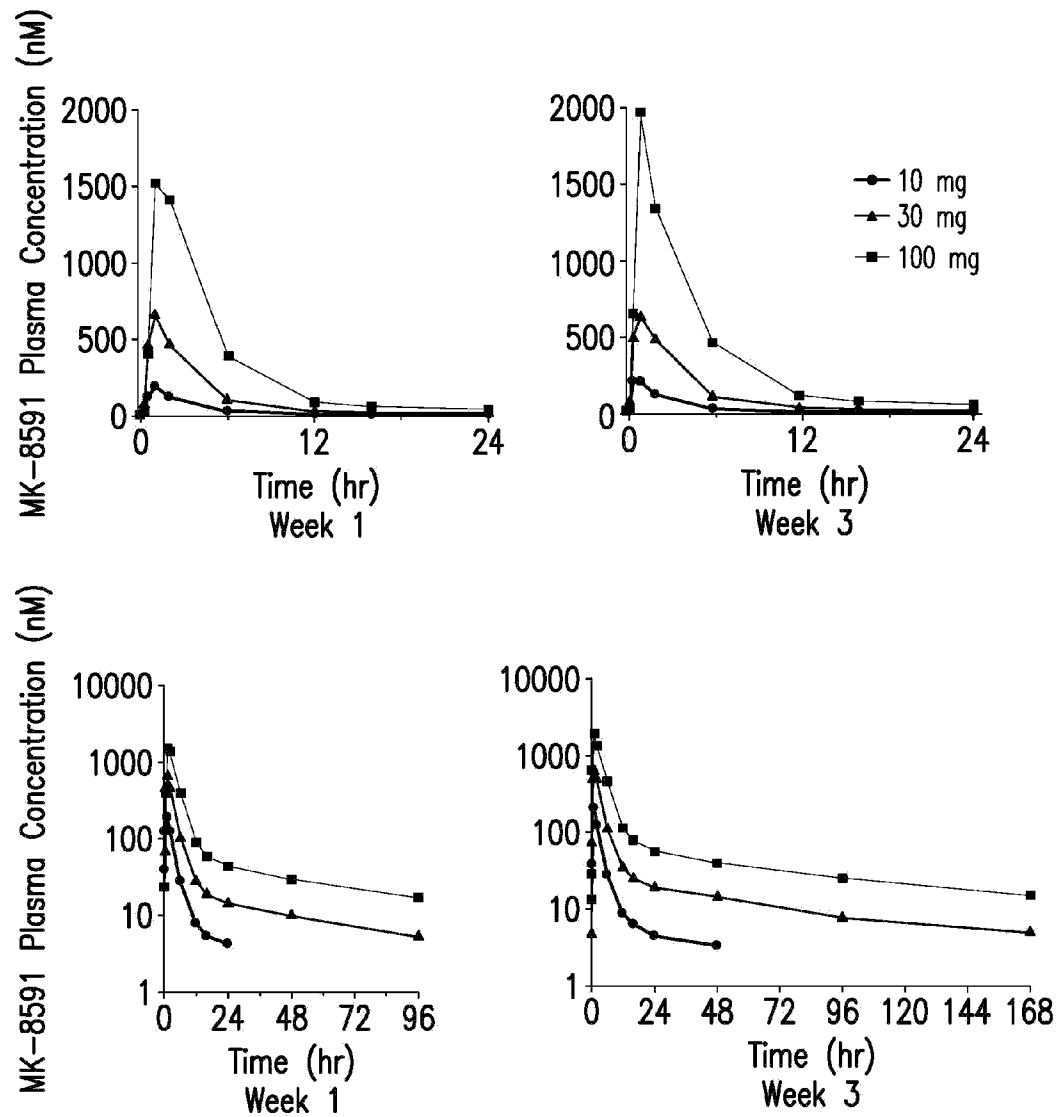 MK-8591 Plasma Concentration (nM)
2000
1500
1000
500
0
0 12 24
Time (hr)
Week 1
2000
1500
1000
500
0
0 12 24
Time (hr)
Week 3
10 mg
30 mg
100 mg
MK-8591 Plasma Concentration (nM)
10000
1000
100
10
1
0 24 48 72 96
Time (hr)
Week 1
10000
1000
100
10
1
0 24 48 72 96 120 144 168
Time (hr)
Week 3